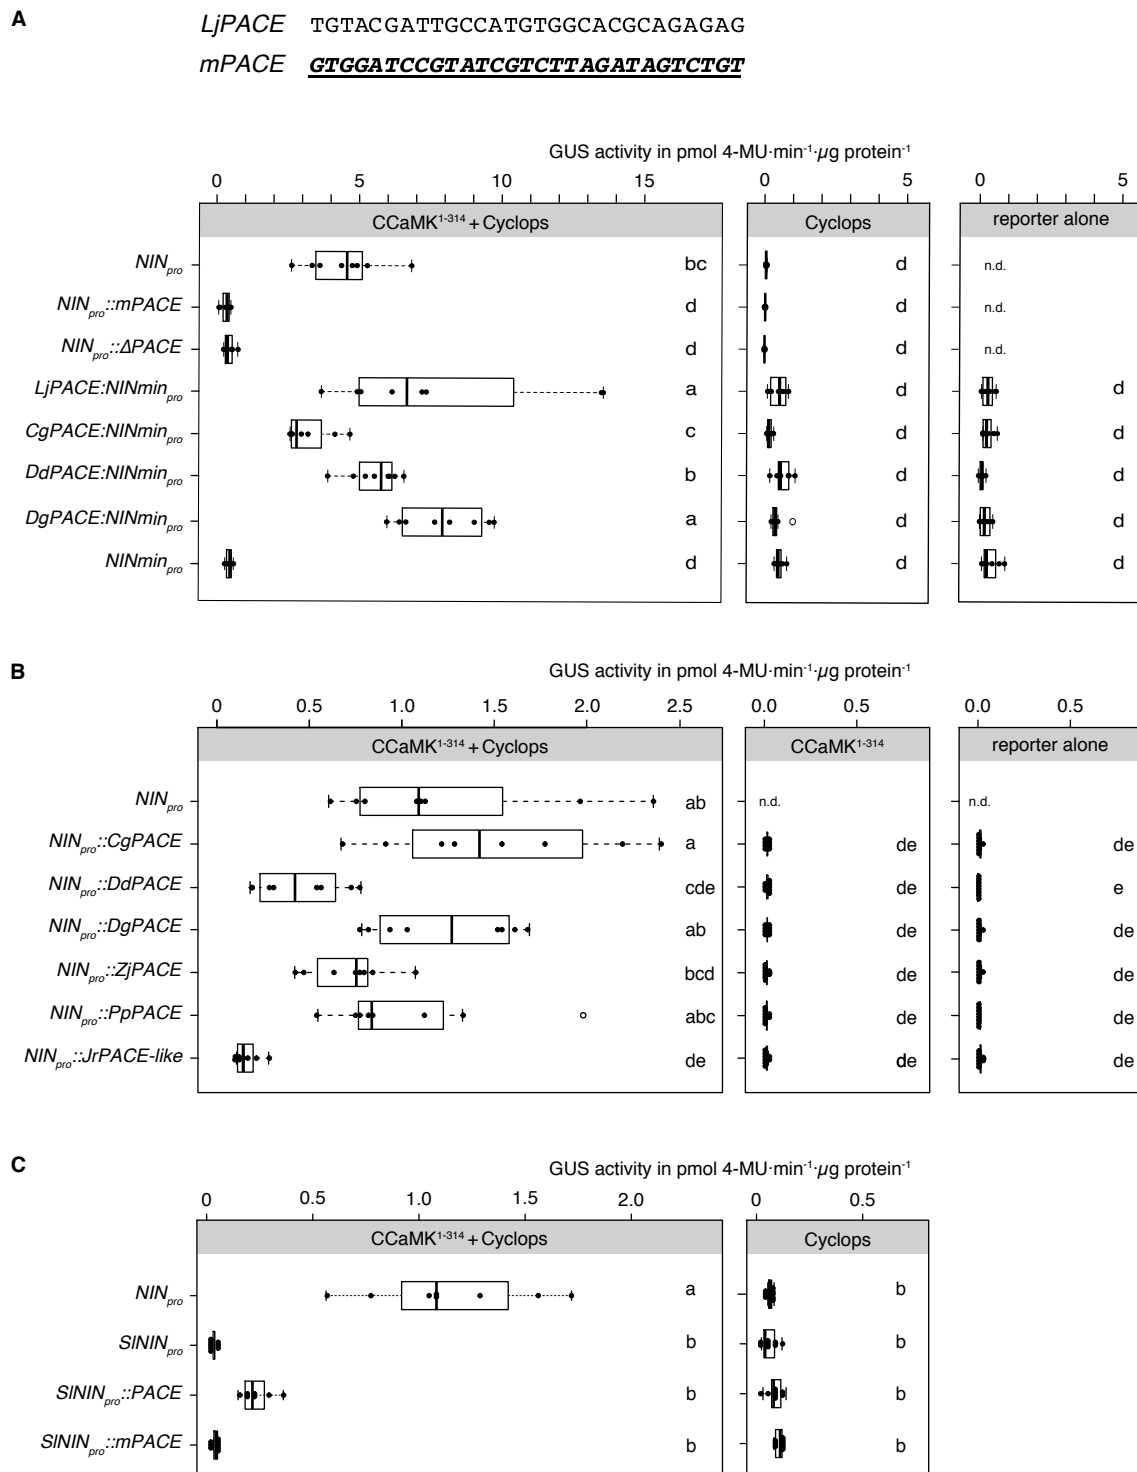 A
LjPACE TGTACGATTGCCATGTGGCACGCAGAGAG
mPACE GTGGATCCGTATCGTCTTAGATAGTCTGT
GUS activity in pmol 4-MU·min⁻¹·µg protein⁻¹
0 5 10 15 0 5 0 5
CCaMK¹⁻³¹⁴ + Cyclops Cyclops reporter alone
NINpro bc d n.d.
NINpro::mPACE d d n.d.
NINpro::ΔPACE d d n.d.
LjPACE:NINminpro a d d
CgPACE:NINminpro c d d
DdPACE:NINminpro b d d
DgPACE:NINminpro a d d
NINminpro d d d
B
GUS activity in pmol 4-MU·min⁻¹·µg protein⁻¹
0 0.5 1.0 1.5 2.0 2.5 0.0 0.5 0.0 0.5
CCaMK¹⁻³¹⁴ + Cyclops CCaMK¹⁻³¹⁴ reporter alone
NINpro ab n.d. n.d.
NINpro::CgPACE a de de
NINpro::DdPACE cde de e
NINpro::DgPACE ab de de
NINpro::ZjPACE bcd de de
NINpro::PpPACE abc de de
NINpro::JrPACE-like de de de
C
GUS activity in pmol 4-MU·min⁻¹·µg protein⁻¹
0 0.5 1.0 1.5 2.0 0 0.5
CCaMK¹⁻³¹⁴ + Cyclops Cyclops
NINpro a b
SlNINpro b b
SlNINpro::PACE b b
SlNINpro::mPACE b b